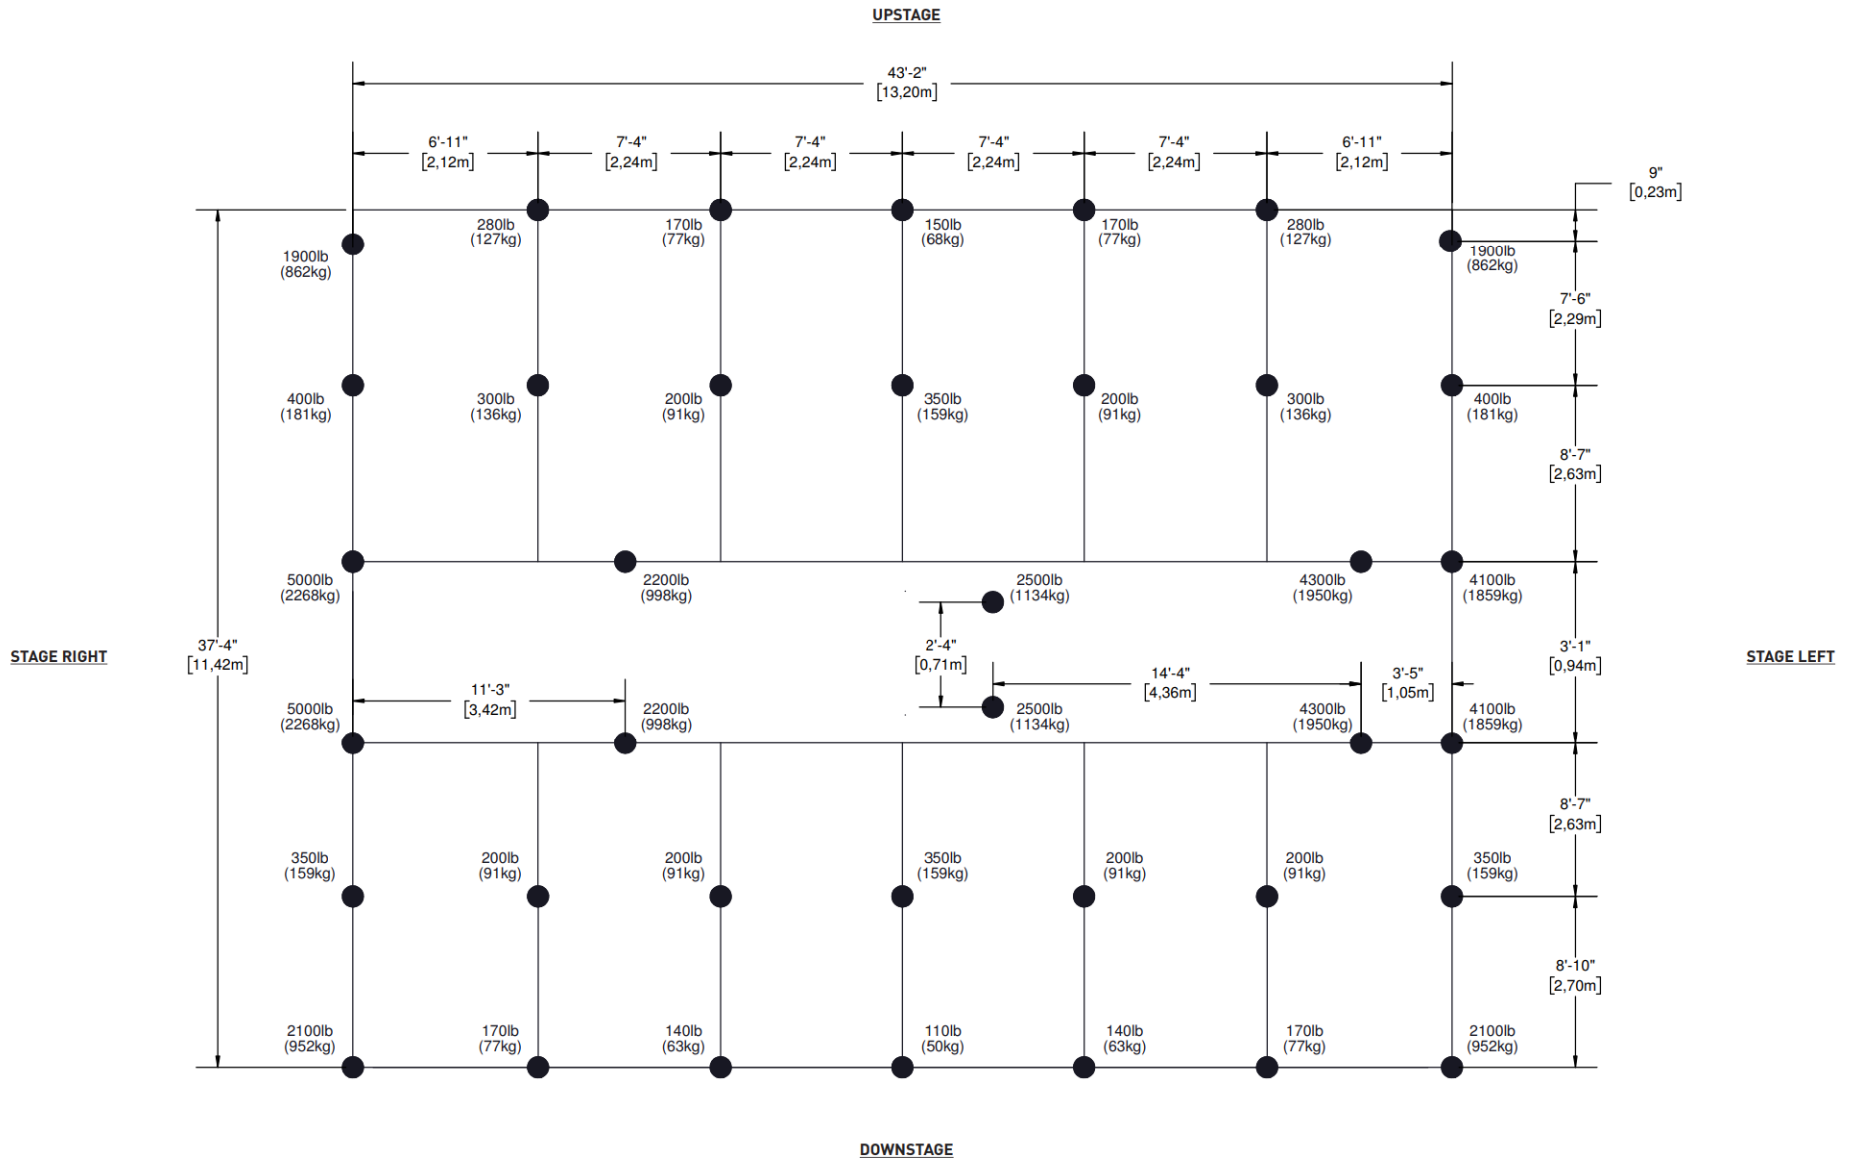 UPSTAGE
43'-2"
[13,20m]
6'-11"
[2,12m]
7'-4"
[2,24m]
7'-4"
[2,24m]
7'-4"
[2,24m]
7'-4"
[2,24m]
6'-11"
[2,12m]
9"
[0,23m]
280lb
(127kg)
170lb
(77kg)
150lb
(68kg)
170lb
(77kg)
280lb
(127kg)
1900lb
(862kg)
1900lb
(862kg)
7'-6"
[2,29m]
400lb
(181kg)
300lb
(136kg)
200lb
(91kg)
350lb
(159kg)
200lb
(91kg)
300lb
(136kg)
400lb
(181kg)
8'-7"
[2,63m]
5000lb
(2268kg)
2200lb
(998kg)
2500lb
(1134kg)
4300lb
(1950kg)
4100lb
(1859kg)
STAGE RIGHT
37'-4"
[11,42m]
2'-4"
[0,71m]
3'-1"
[0,94m]
STAGE LEFT
11'-3"
[3,42m]
14'-4"
[4,36m]
3'-5"
[1,05m]
5000lb
(2268kg)
2200lb
(998kg)
2500lb
(1134kg)
4300lb
(1950kg)
4100lb
(1859kg)
8'-7"
[2,63m]
350lb
(159kg)
200lb
(91kg)
200lb
(91kg)
350lb
(159kg)
200lb
(91kg)
200lb
(91kg)
350lb
(159kg)
8'-10"
[2,70m]
2100lb
(952kg)
170lb
(77kg)
140lb
(63kg)
110lb
(50kg)
140lb
(63kg)
170lb
(77kg)
2100lb
(952kg)
DOWNSTAGE